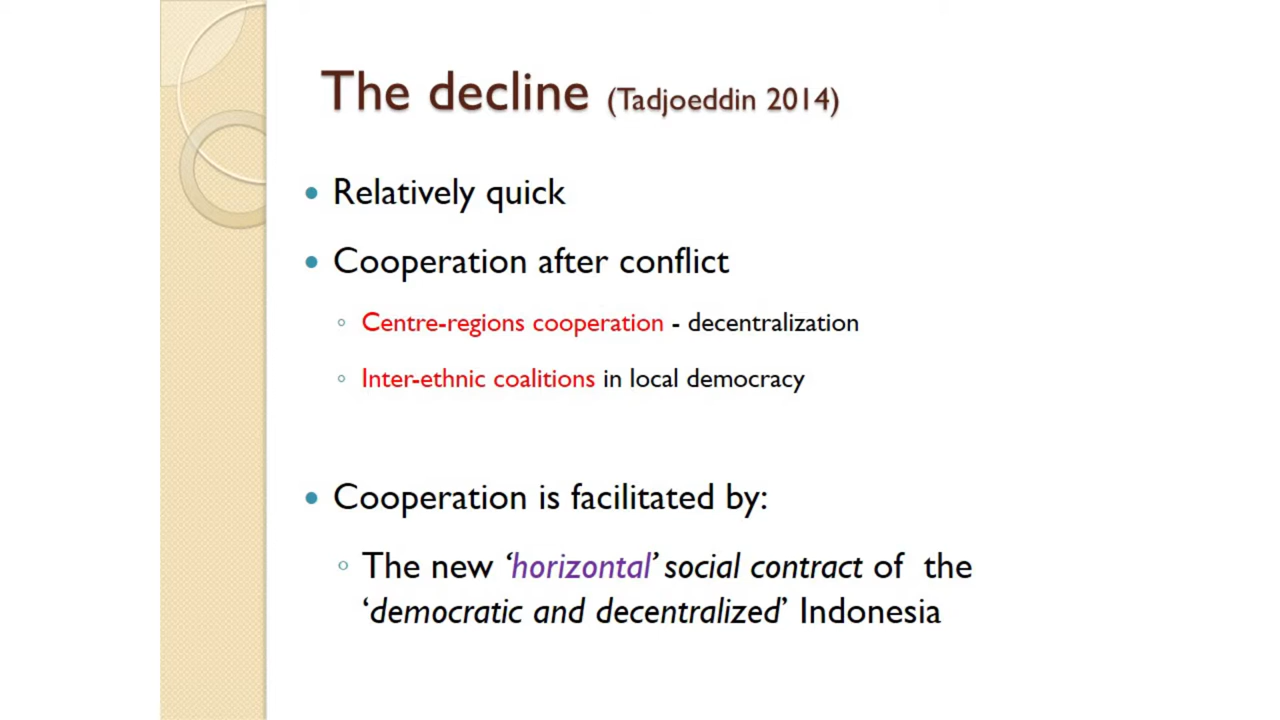 The decline (Tadjoeddin 2014)
• Relatively quick
• Cooperation after conflict
◦ Centre-regions cooperation - decentralization
◦ Inter-ethnic coalitions in local democracy
• Cooperation is facilitated by:
◦ The new ‘horizontal’ social contract of the
‘democratic and decentralized’ Indonesia